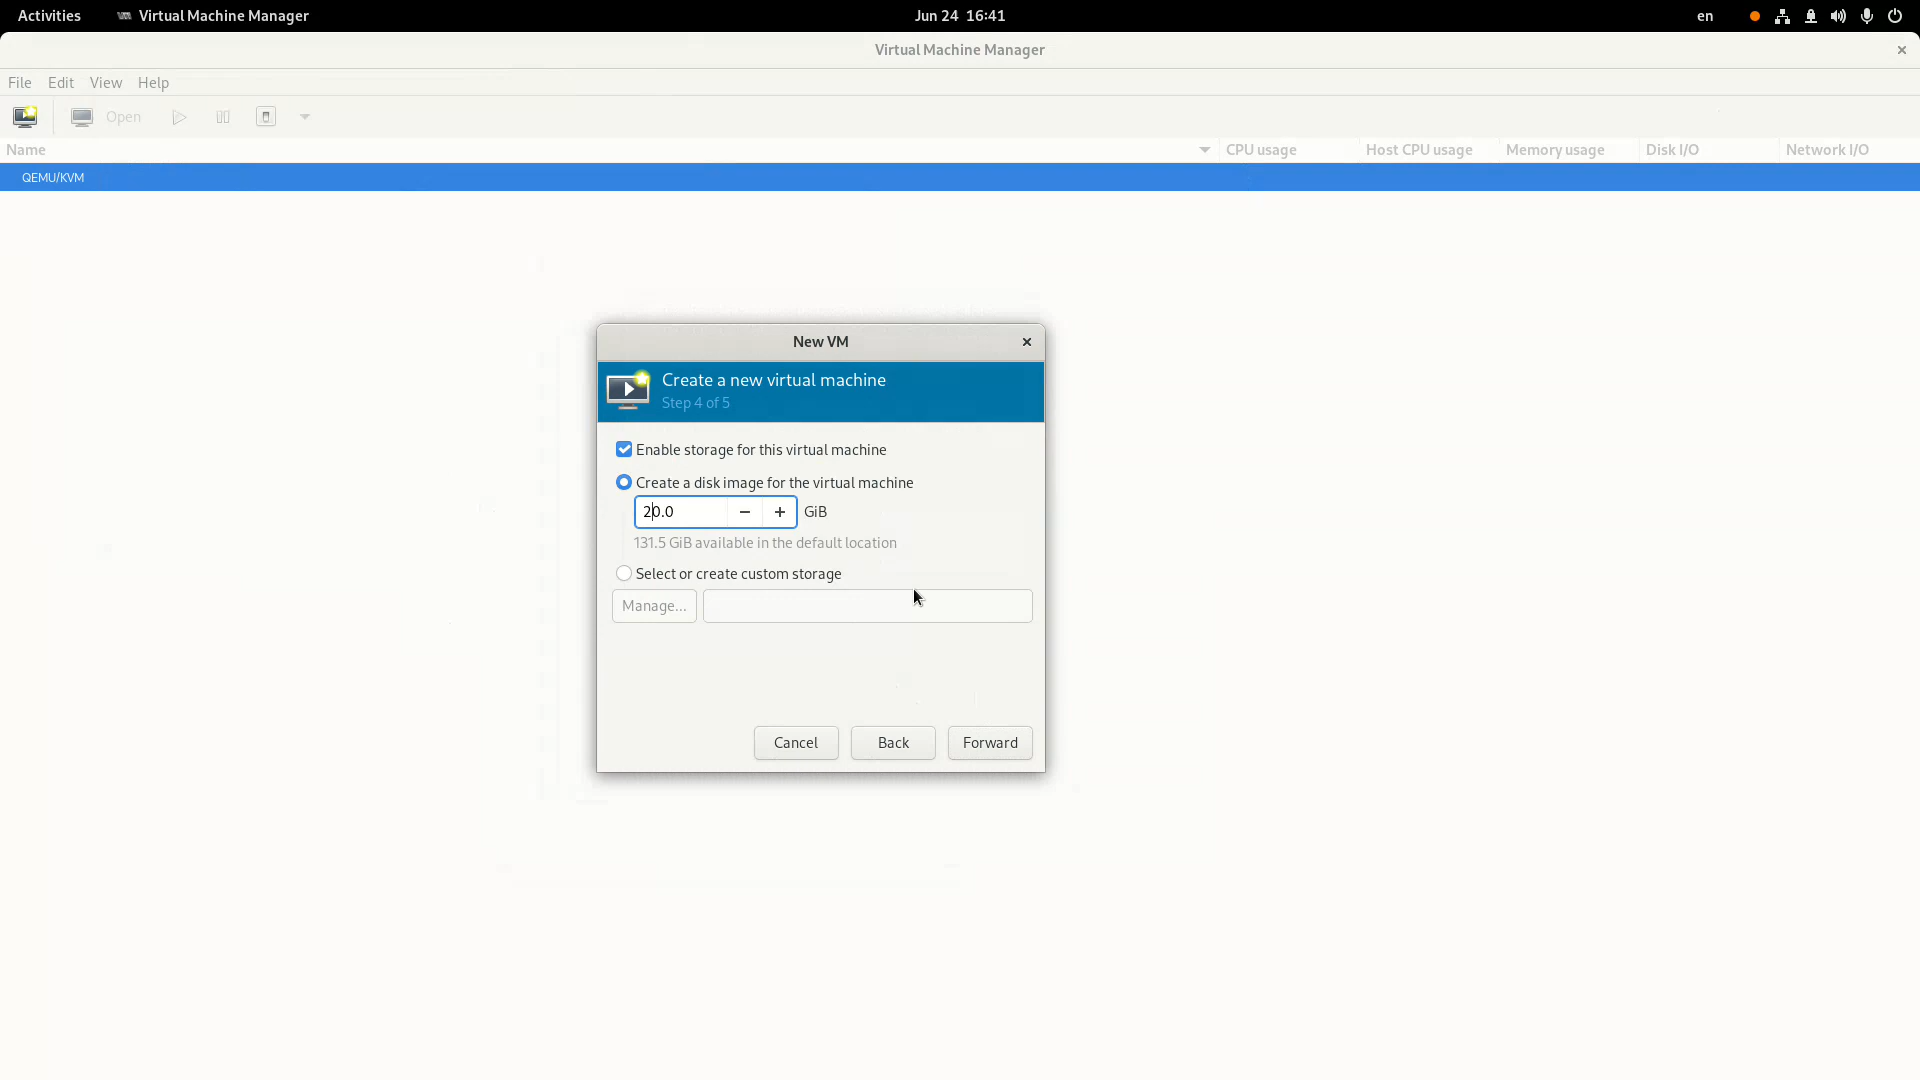 Activities
Virtual Machine Manager
Jun 24 16:41
en
Virtual Machine Manager
File Edit View Help
Open
Name CPU usage Host CPU usage Memory usage Disk I/O Network I/O
QEMU/KVM
New VM
Create a new virtual machine
Step 4 of 5
Enable storage for this virtual machine
Create a disk image for the virtual machine
20.0 GiB
131.5 GiB available in the default location
Select or create custom storage
Manage...
Cancel Back Forward